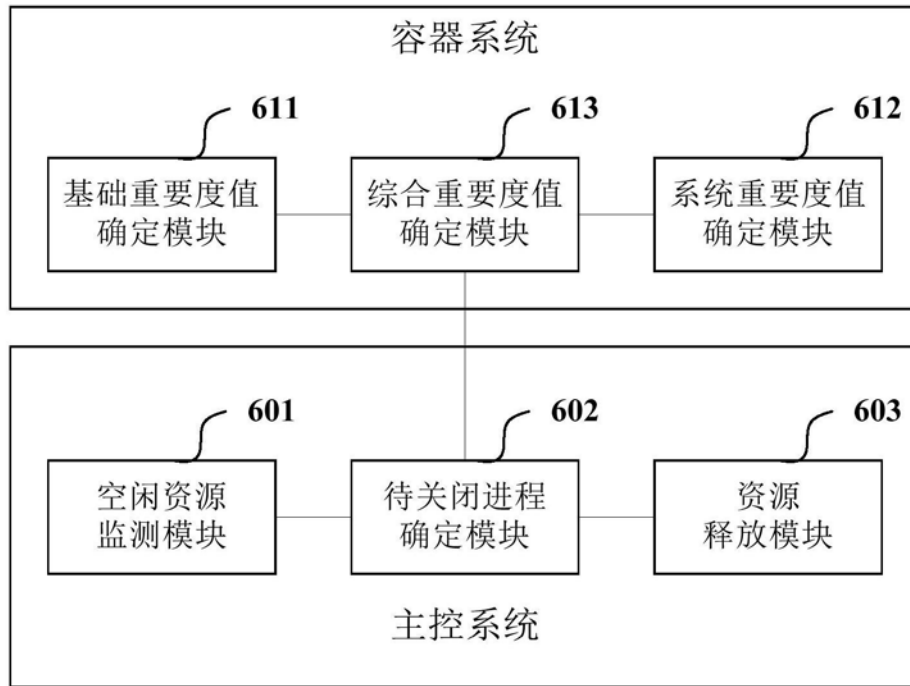 容器系统
611
613
612
基础重要度值
确定模块
综合重要度值
确定模块
系统重要度值
确定模块
601
602
603
空闲资源
监测模块
待关闭进程
确定模块
资源
释放模块
主控系统